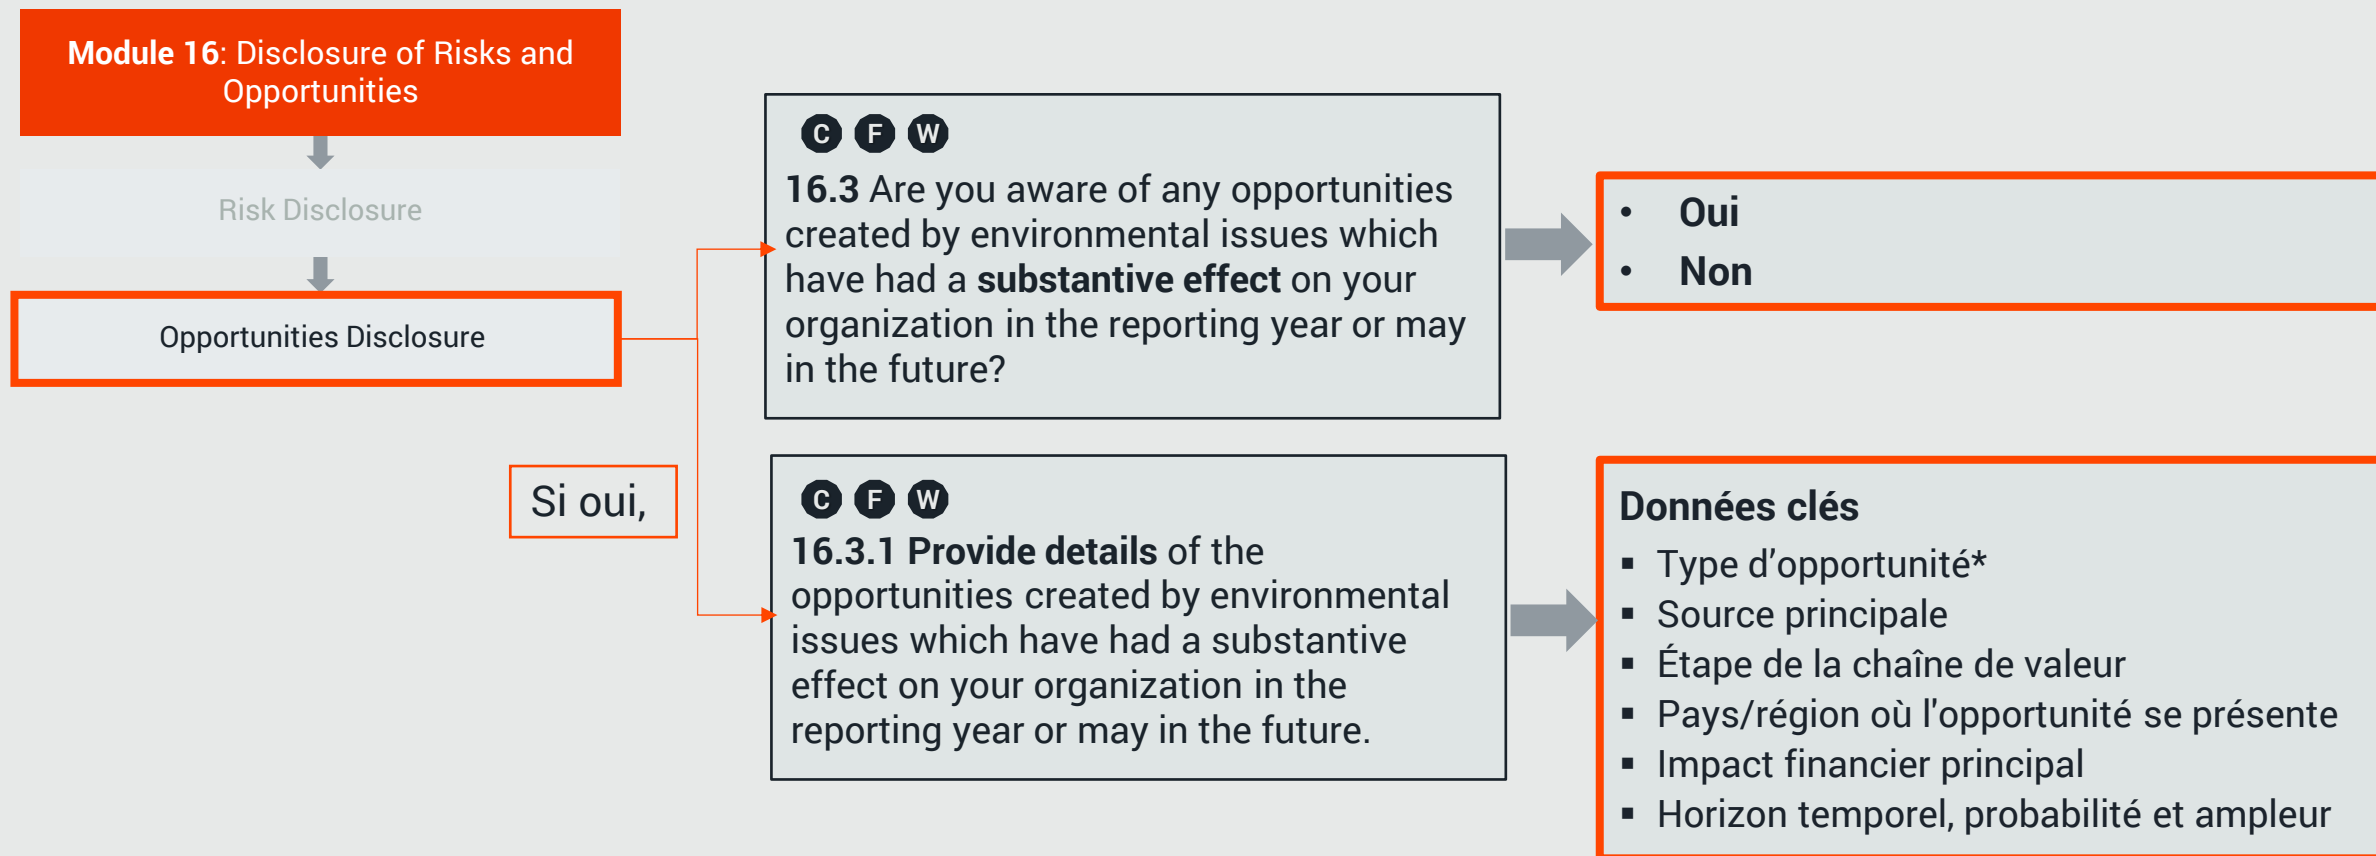 Module 16: Disclosure of Risks and
Opportunities
Risk Disclosure
Opportunities Disclosure
Si oui,
C F W
16.3 Are you aware of any opportunities
created by environmental issues which
have had a substantive effect on your
organization in the reporting year or may
in the future?
• Oui
• Non
C F W
16.3.1 Provide details of the
opportunities created by environmental
issues which have had a substantive
effect on your organization in the
reporting year or may in the future.
Données clés
▪ Type d’opportunité*
▪ Source principale
▪ Étape de la chaîne de valeur
▪ Pays/région où l'opportunité se présente
▪ Impact financier principal
▪ Horizon temporel, probabilité et ampleur